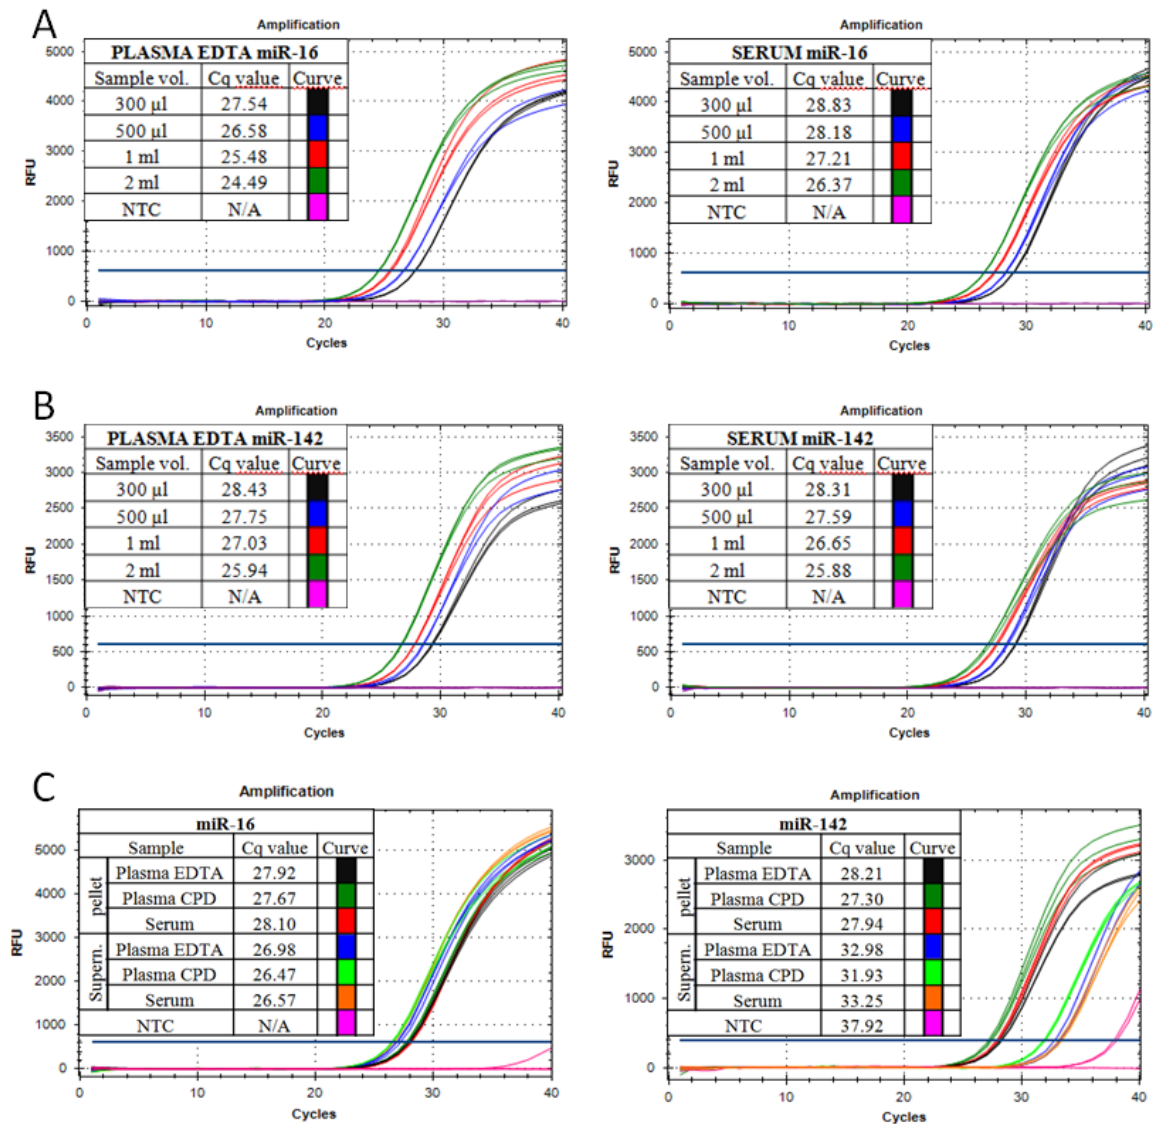 A
Amplification
PLASMA EDTA miR-16
Sample vol. Cq value Curve
300 µl 27.54
500 µl 26.58
1 ml 25.48
2 ml 24.49
NTC N/A
5000
4000
3000
2000
1000
0
RFU
0 10 20 30 40
Cycles
Amplification
SERUM miR-16
Sample vol. Cq value Curve
300 µl 28.83
500 µl 28.18
1 ml 27.21
2 ml 26.37
NTC N/A
5000
4000
3000
2000
1000
0
RFU
0 10 20 30 40
Cycles
B
Amplification
PLASMA EDTA miR-142
Sample vol. Cq value Curve
300 µl 28.43
500 µl 27.75
1 ml 27.03
2 ml 25.94
NTC N/A
3500
3000
2500
2000
1500
1000
500
0
RFU
0 10 20 30 40
Cycles
Amplification
SERUM miR-142
Sample vol. Cq value Curve
300 µl 28.31
500 µl 27.59
1 ml 26.65
2 ml 25.88
NTC N/A
3500
3000
2500
2000
1500
1000
500
0
RFU
0 10 20 30 40
Cycles
C
Amplification
miR-16
Sample Cq value Curve
pellet
Plasma EDTA 27.92
Plasma CPD 27.67
Serum 28.10
Supern.
Plasma EDTA 26.98
Plasma CPD 26.47
Serum 26.57
NTC N/A
5000
4000
3000
2000
1000
0
RFU
0 10 20 30 40
Cycles
Amplification
miR-142
Sample Cq value Curve
pellet
Plasma EDTA 28.21
Plasma CPD 27.30
Serum 27.94
Supern.
Plasma EDTA 32.98
Plasma CPD 31.93
Serum 33.25
NTC 37.92
3000
2000
1000
0
RFU
0 10 20 30 40
Cycles